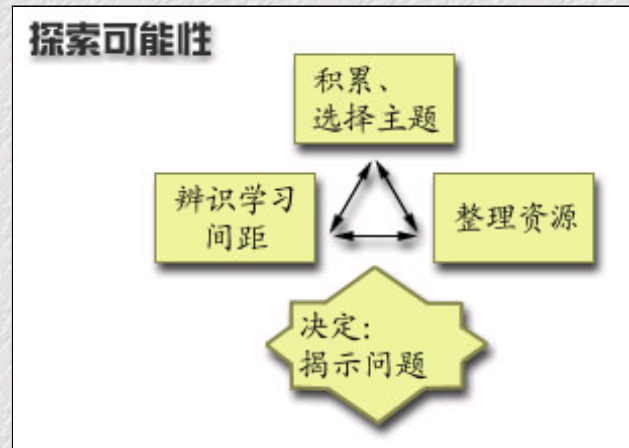 探索可能性
积累、
选择主题
辨识学习
间距
整理资源
决定:
揭示问题